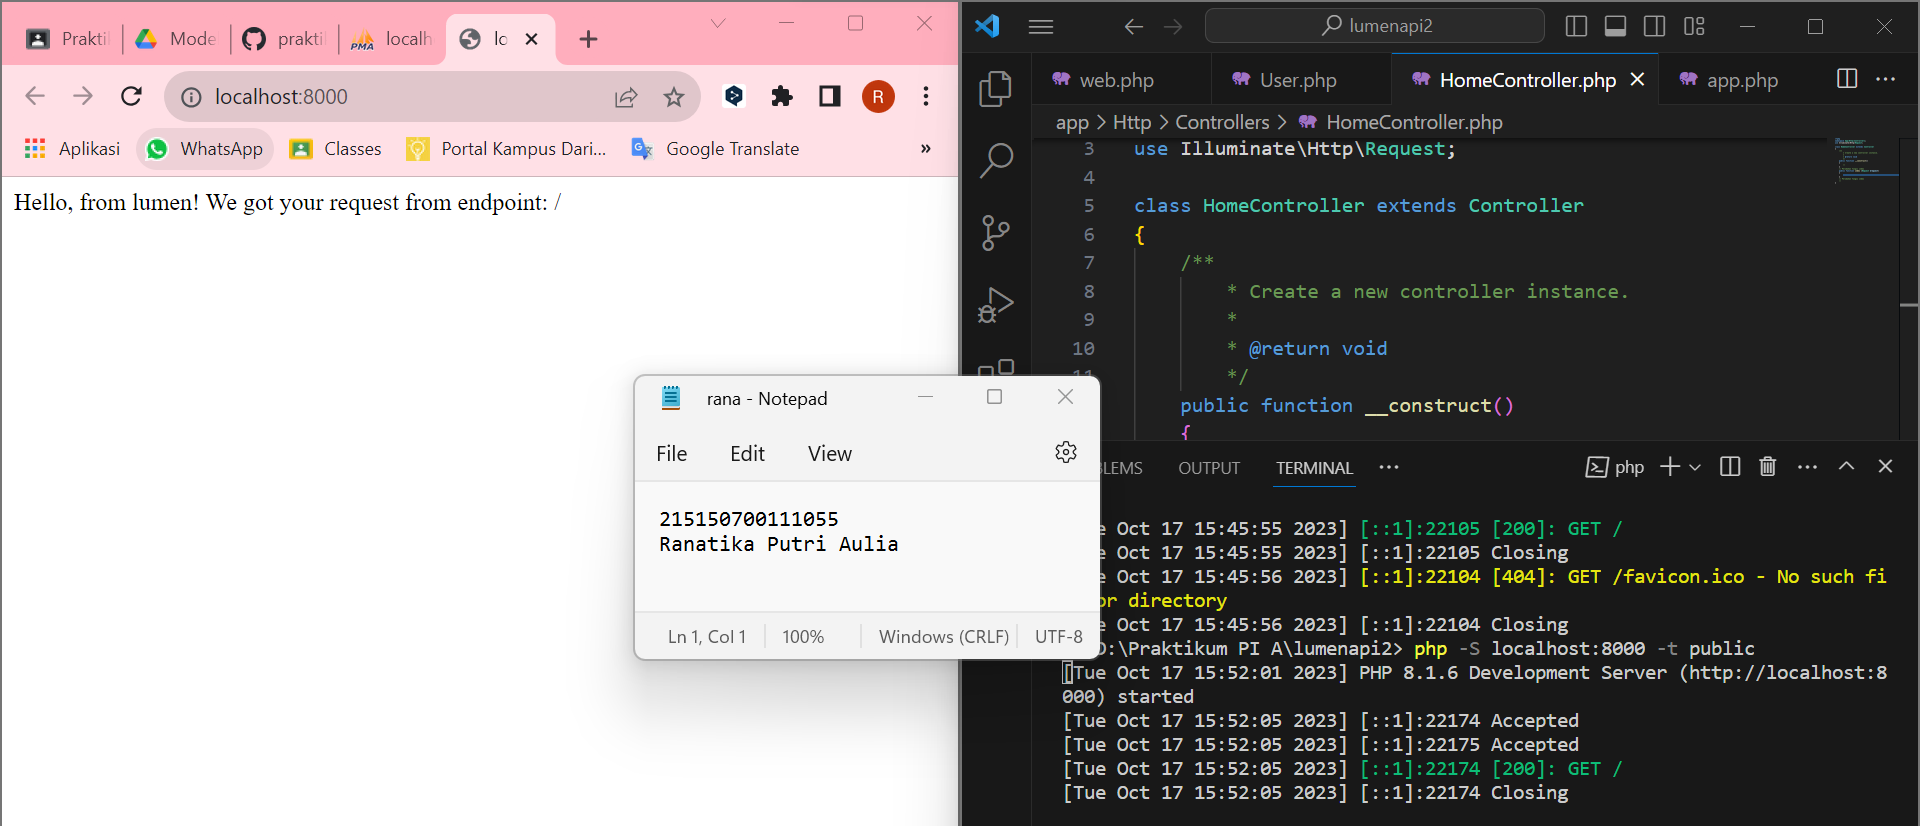 Prakti
Mode
prakti
localh
lo
localhost:8000
R
Aplikasi
WhatsApp
Classes
Portal Kampus Dari...
Google Translate
»
Hello, from lumen! We got your request from endpoint: /
rana - Notepad
File Edit View
215150700111055
Ranatika Putri Aulia
Ln 1, Col 1
100%
Windows (CRLF)
UTF-8
lumenapi2
web.php
User.php
HomeController.php
app.php
app > Http > Controllers > HomeController.php
3 use Illuminate\Http\Request;
4
5 class HomeController extends Controller
6 {
7 /**
8 * Create a new controller instance.
9 *
10 * @return void
11 */
public function __construct()
{
BLEMS OUTPUT TERMINAL ...
php
e Oct 17 15:45:55 2023] [::1]:22105 [200]: GET /
e Oct 17 15:45:55 2023] [::1]:22105 Closing
e Oct 17 15:45:56 2023] [::1]:22104 [404]: GET /favicon.ico - No such fi
or directory
e Oct 17 15:45:56 2023] [::1]:22104 Closing
D:\Praktikum PI A\lumenapi2> php -S localhost:8000 -t public
[Tue Oct 17 15:52:01 2023] PHP 8.1.6 Development Server (http://localhost:8
000) started
[Tue Oct 17 15:52:05 2023] [::1]:22174 Accepted
[Tue Oct 17 15:52:05 2023] [::1]:22175 Accepted
[Tue Oct 17 15:52:05 2023] [::1]:22174 [200]: GET /
[Tue Oct 17 15:52:05 2023] [::1]:22174 Closing